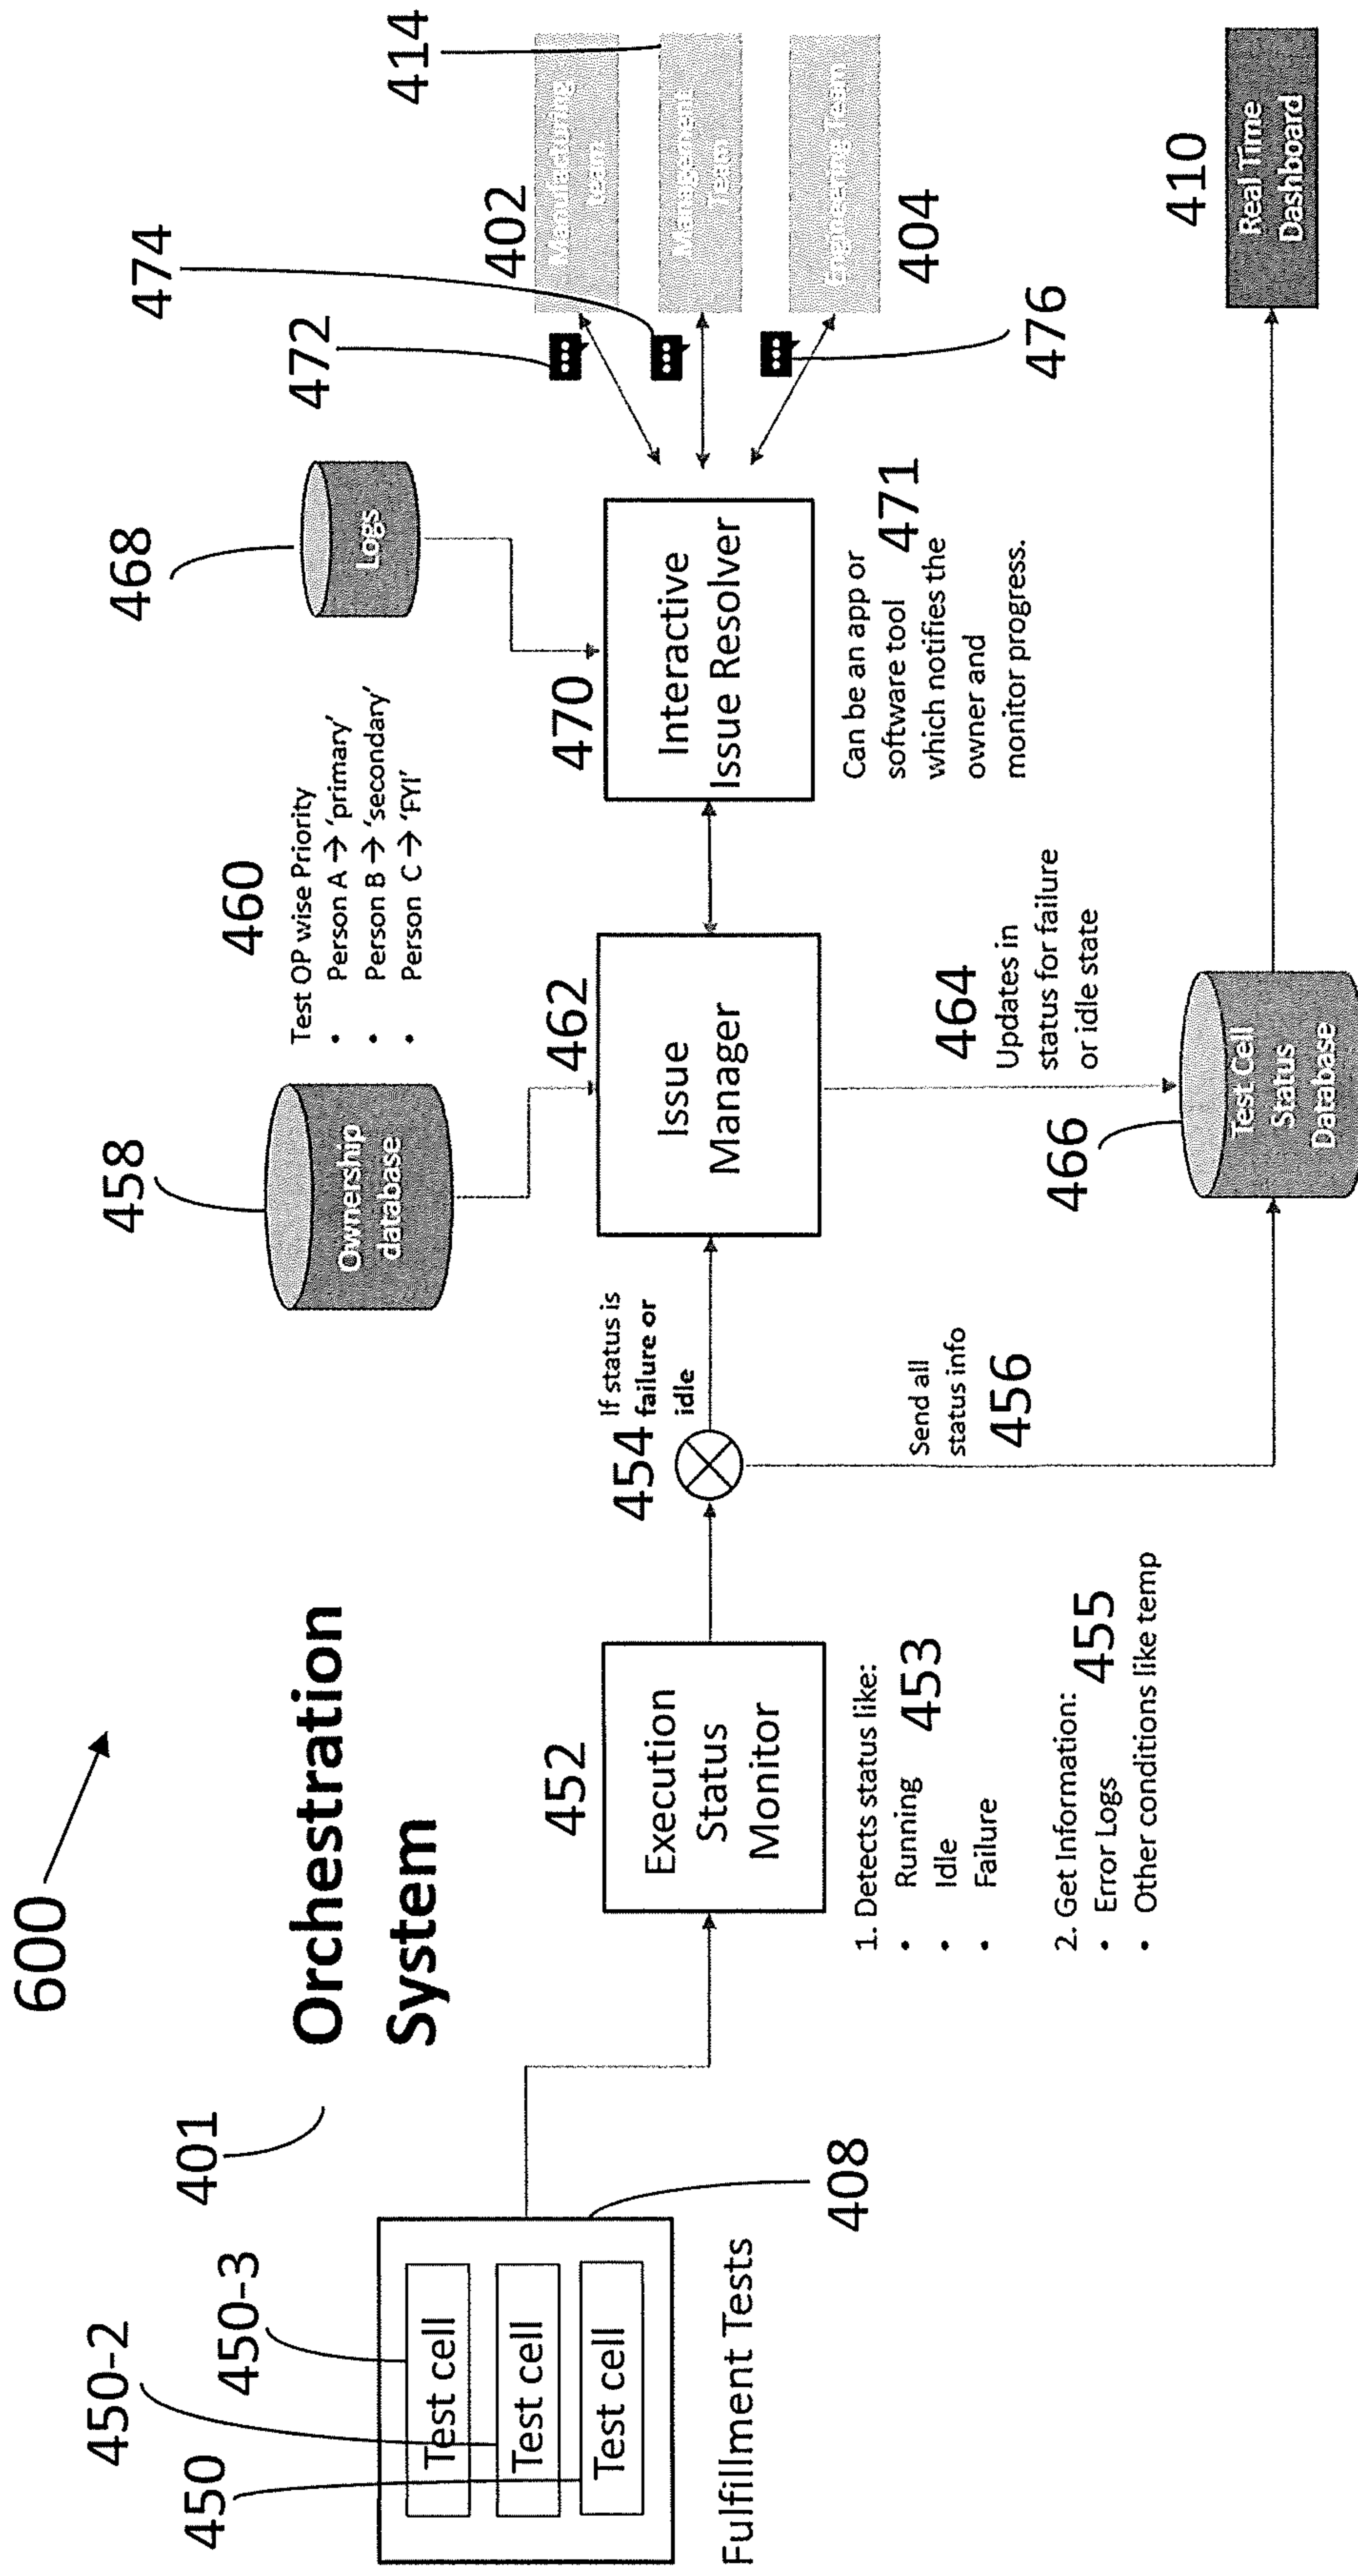 600
401
Orchestration
System
450
450-2
450-3
Test cell
Test cell
Test cell
408
Fulfillment Tests
452
Execution
Status
Monitor
1. Detects status like:
• Running
• Idle
• Failure
453
2. Get Information:
• Error Logs
• Other conditions like temp
455
454
If status is
failure or
idle
Send all
status info
456
458
Ownership
database
460
Test OP wise Priority
• Person A → 'primary'
• Person B → 'secondary'
• Person C → 'FYI'
462
Issue
Manager
464
Updates in
status for failure
or idle state
466
Test Cell
Status
Database
468
Logs
470
Interactive
Issue Resolver
Can be an app or
software tool 471
which notifies the
owner and
monitor progress.
472
474
476
402
Manufacturing
team
414
Management
Team
Engineering Team
404
410
Real Time
Dashboard